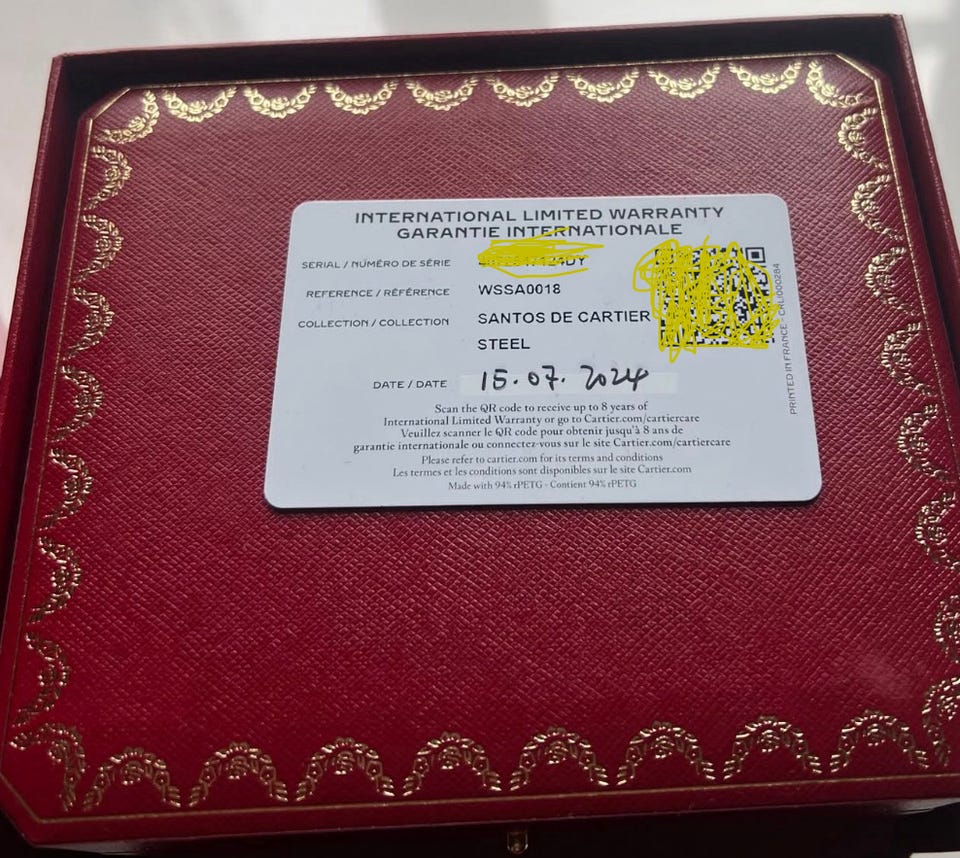 INTERNATIONAL LIMITED WARRANTY
GARANTIE INTERNATIONALE
SERIAL / NUMÉRO DE SÉRIE
REFERENCE / RÉFÉRENCE WSSA0018
COLLECTION / COLLECTION SANTOS DE CARTIER
STEEL
DATE / DATE 15.07.2024
Scan the QR code to receive up to 8 years of
International Limited Warranty or go to Cartier.com/cartiercare
Veuillez scanner le QR code pour obtenir jusqu'à 8 ans de
garantie internationale ou connectez-vous sur le site Cartier.com/cartiercare
Please refer to cartier.com for its terms and conditions
Les termes et les conditions sont disponibles sur le site Cartier.com
Made with 94% rPETG - Contient 94% rPETG
PRINTED IN FRANCE -